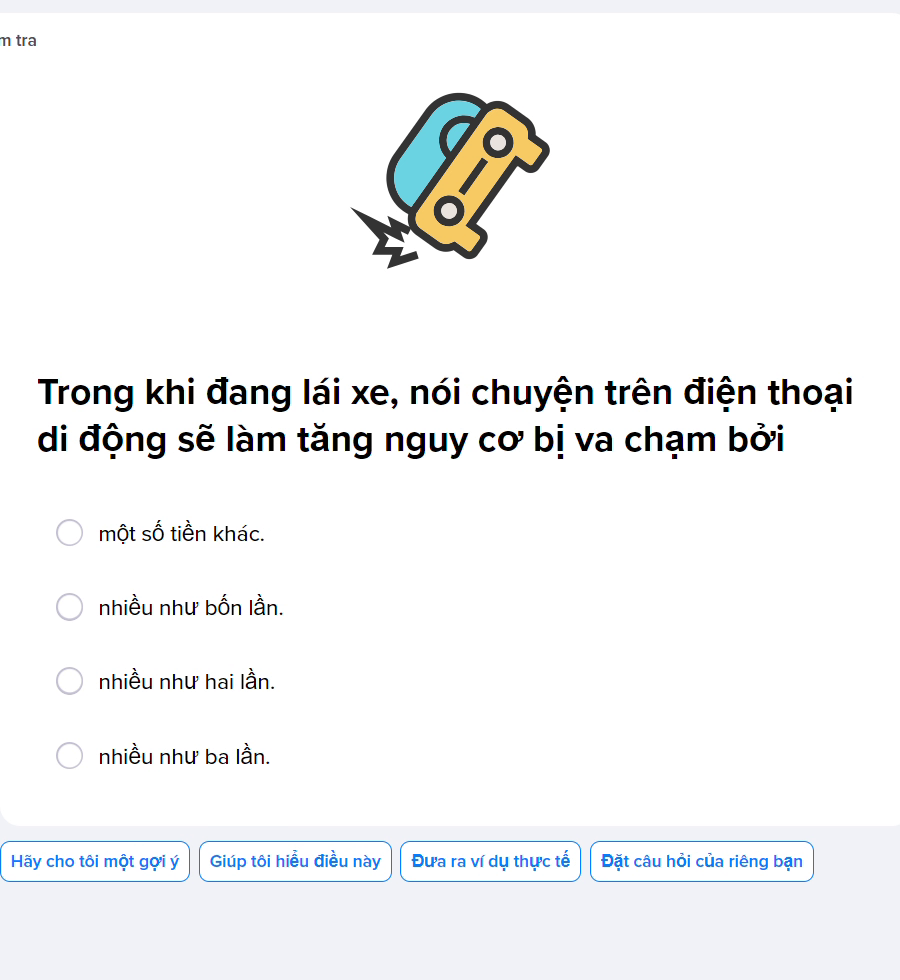 m tra
Trong khi đang lái xe, nói chuyện trên điện thoại
di động sẽ làm tăng nguy cơ bị va chạm bởi
một số tiền khác.
nhiều như bốn lần.
nhiều như hai lần.
nhiều như ba lần.
Hãy cho tôi một gợi ý
Giúp tôi hiểu điều này
Đưa ra ví dụ thực tế
Đặt câu hỏi của riêng bạn